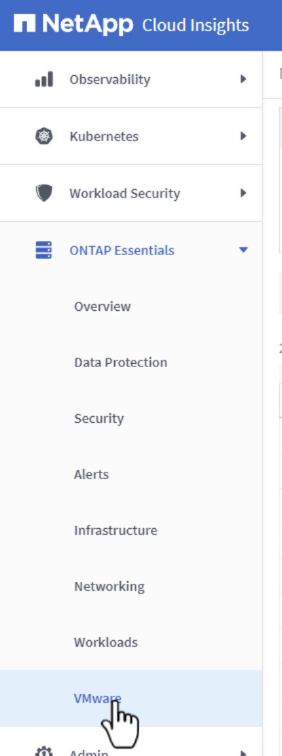 NetApp Cloud Insights
Observability
Kubernetes
Workload Security
ONTAP Essentials
Overview
Data Protection
Security
Alerts
Infrastructure
Networking
Workloads
VMware
Admin